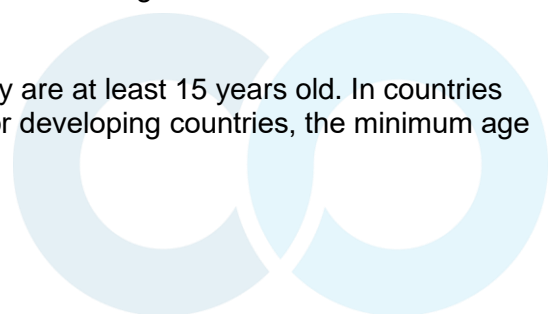 y are at least 15 years old. In countries
r developing countries, the minimum age